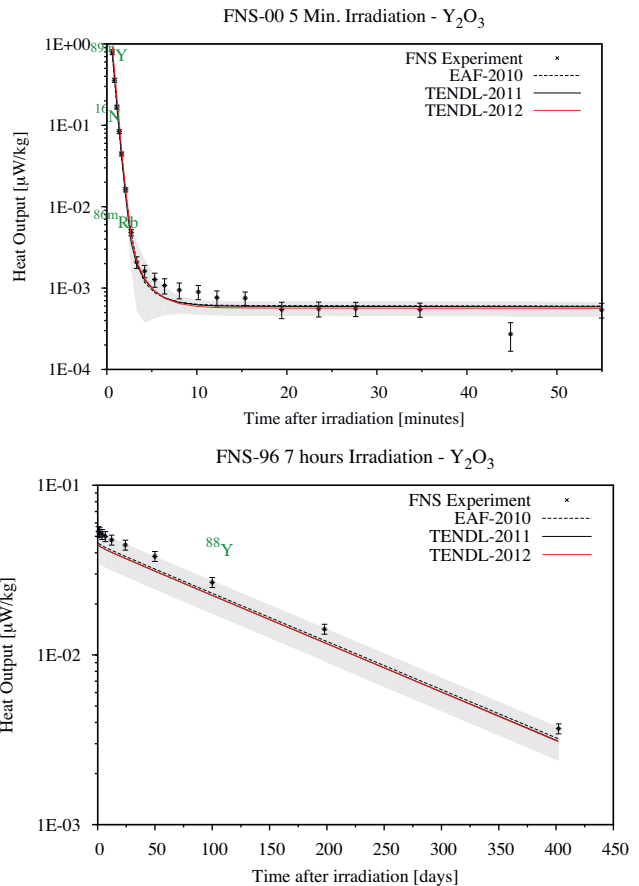 FNS-00 5 Min. Irradiation - Y₂O₃
1E+00
1E-01
1E-02
1E-03
1E-04
Heat Output [μW/kg]
⁸⁹ᵐY
¹⁶N
⁸⁶ᵐRb
FNS Experiment
EAF-2010
TENDL-2011
TENDL-2012
0 10 20 30 40 50
Time after irradiation [minutes]
FNS-96 7 hours Irradiation - Y₂O₃
1E-01
1E-02
1E-03
Heat Output [μW/kg]
⁸⁸Y
FNS Experiment
EAF-2010
TENDL-2011
TENDL-2012
0 50 100 150 200 250 300 350 400 450
Time after irradiation [days]